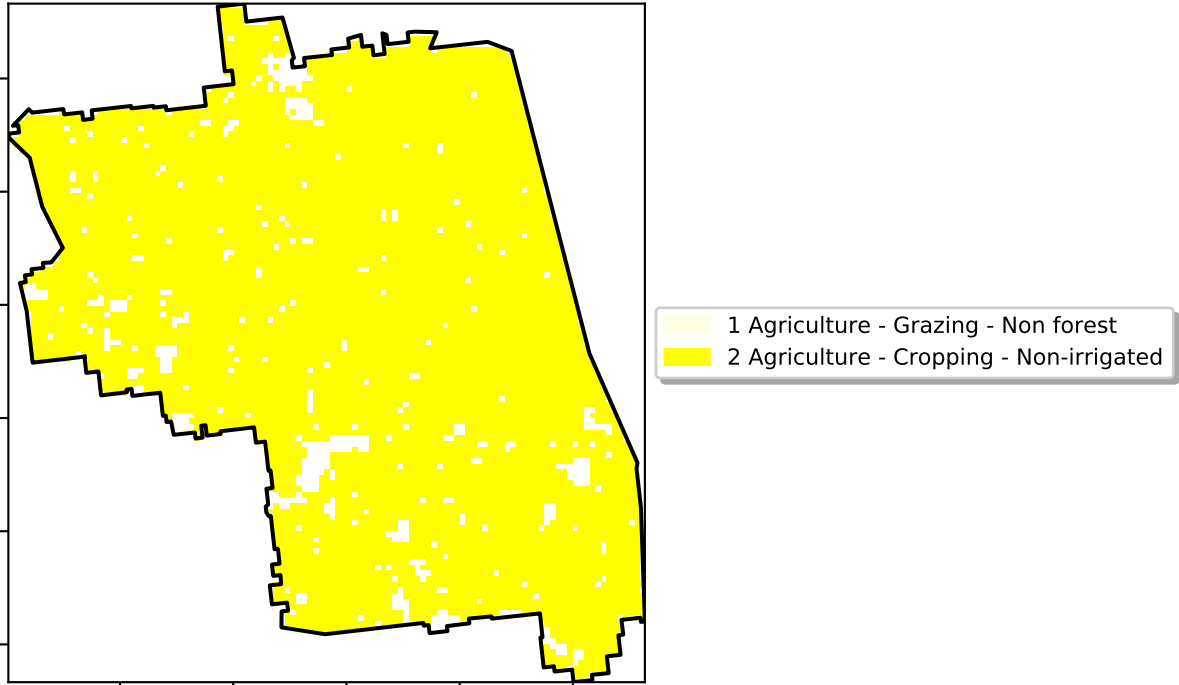 1 Agriculture - Grazing - Non forest
2 Agriculture - Cropping - Non-irrigated